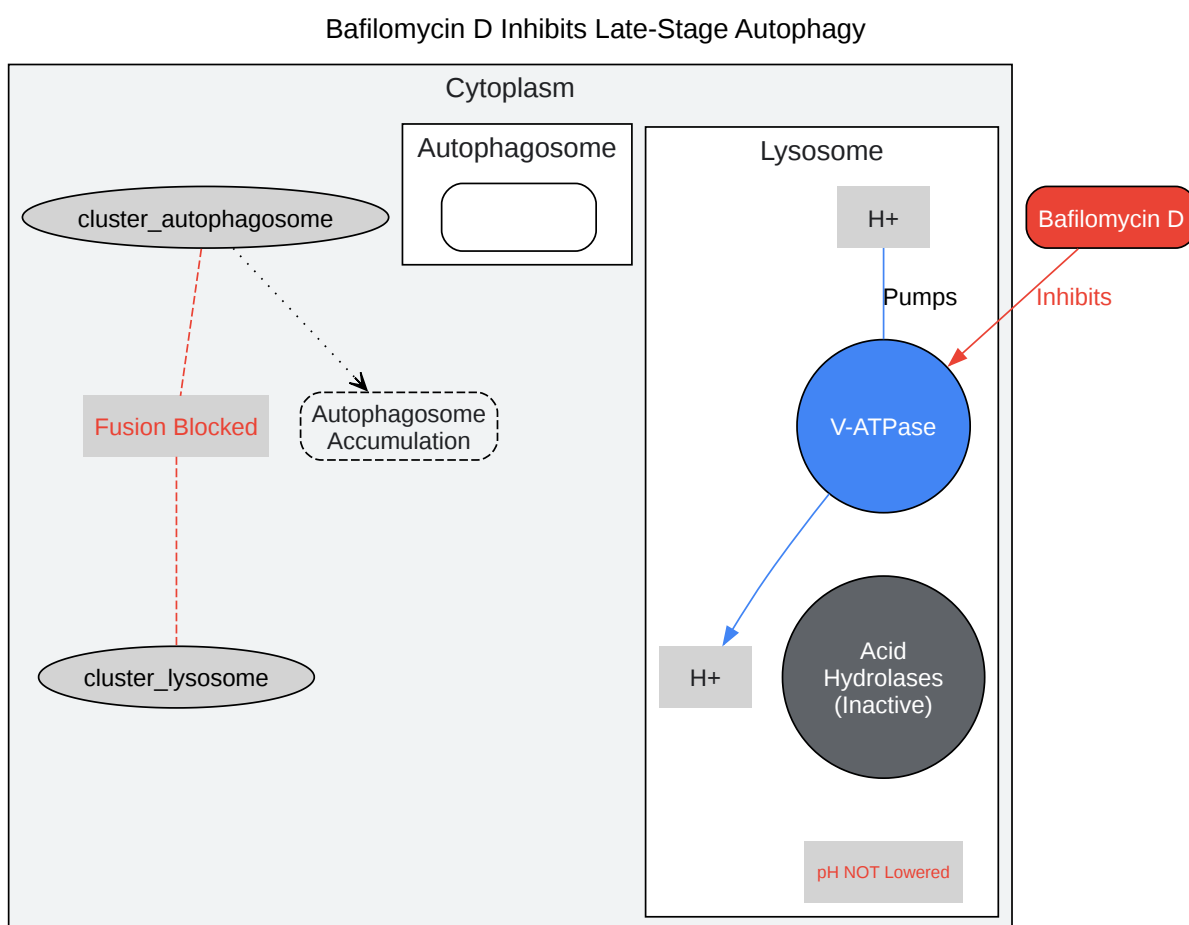 Bafilomycin D Inhibits Late-Stage Autophagy
Cytoplasm
Autophagosome
Lysosome
cluster_autophagosome
H+
Bafilomycin D
Pumps
Inhibits
Fusion Blocked
Autophagosome
Accumulation
V-ATPase
cluster_lysosome
H+
Acid
Hydrolases
(Inactive)
pH NOT Lowered